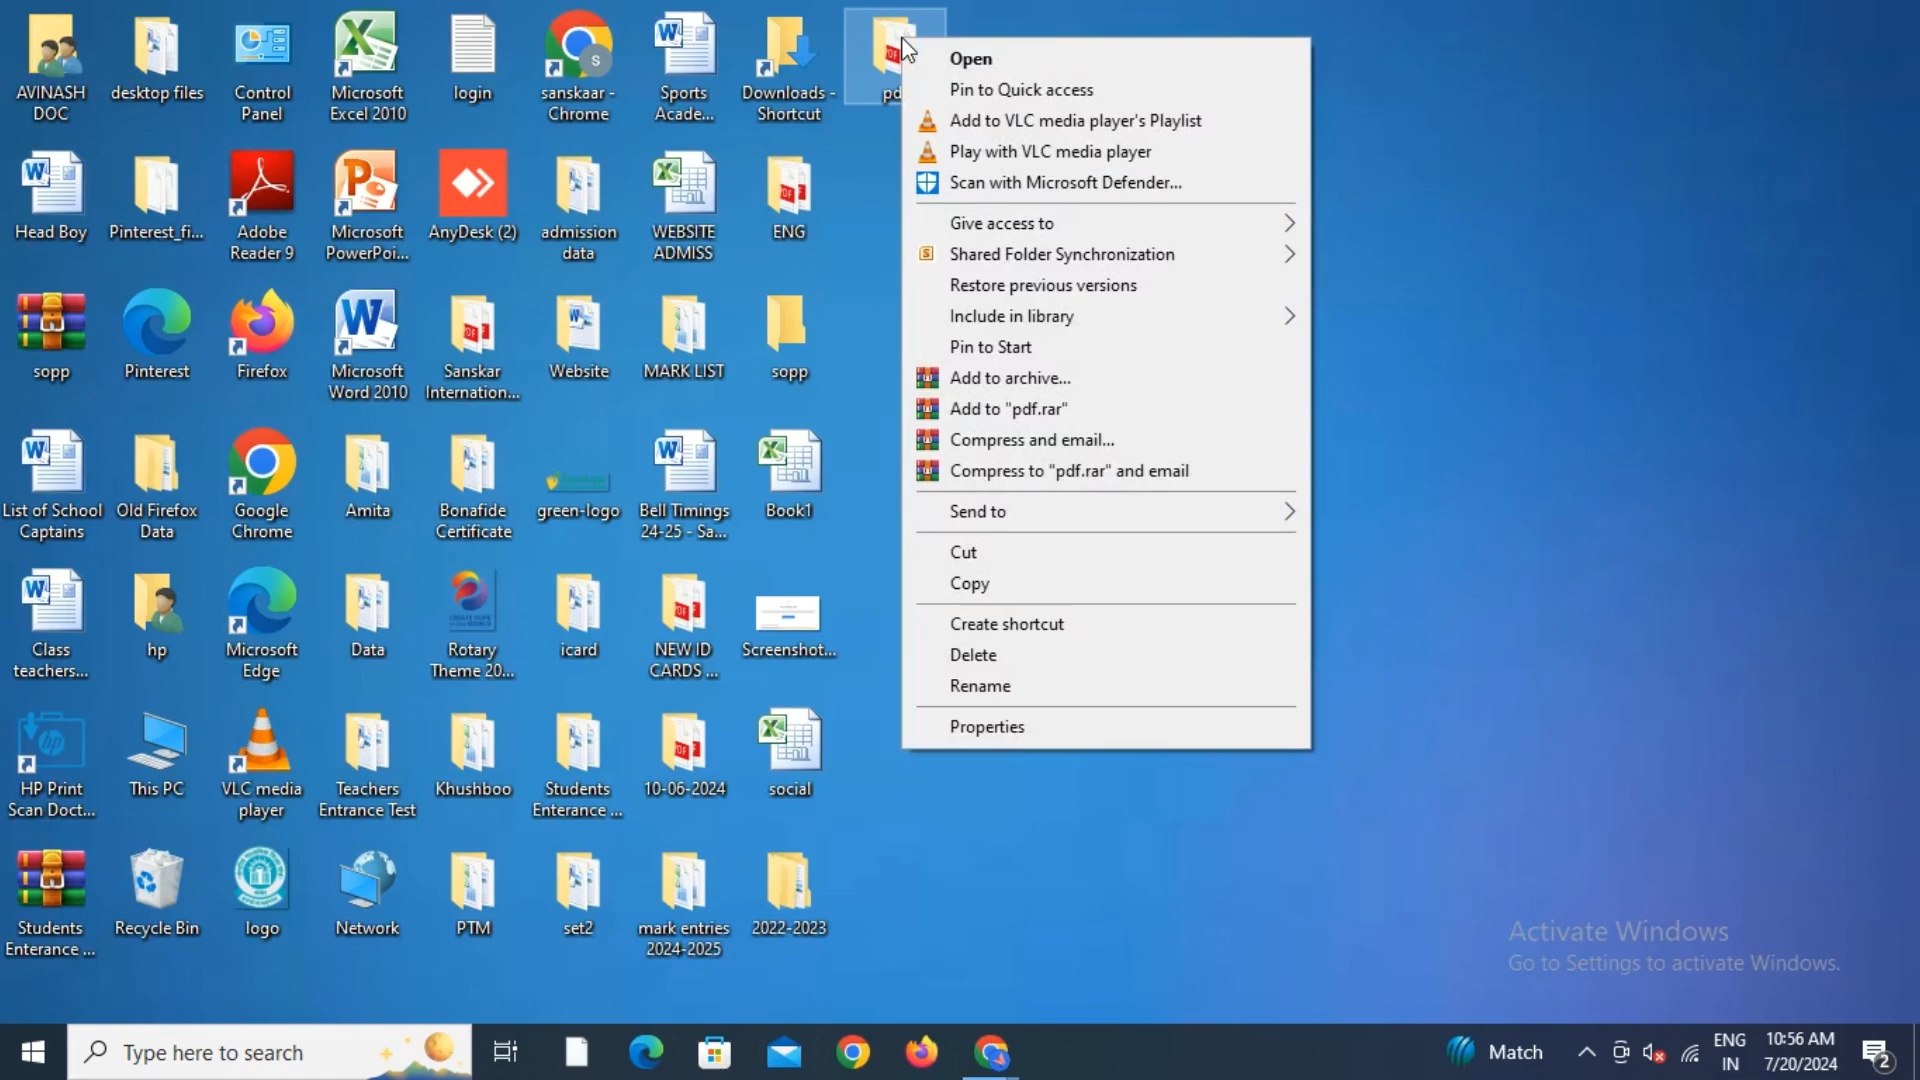 AVINASH
DOC
desktop files
Control
Panel
Microsoft
Excel 2010
login
sanskaar -
Chrome
Sports
Acade...
Downloads -
Shortcut
Head Boy
Pinterest_fi...
Adobe
Reader 9
Microsoft
PowerPoi...
AnyDesk (2)
admission
data
WEBSITE
ADMISS
ENG
sopp
Pinterest
Firefox
Microsoft
Word 2010
Sanskar
Internation...
Website
MARK LIST
sopp
List of School
Captains
Old Firefox
Data
Google
Chrome
Amita
Bonafide
Certificate
green-logo
Bell Timings
24-25 - Sa...
Book1
Class
teachers...
hp
Microsoft
Edge
Data
Rotary
Theme 20...
icard
NEW ID
CARDS ...
Screenshot...
HP Print
Scan Doct...
This PC
VLC media
player
Teachers
Entrance Test
Khushboo
Students
Enterance ...
10-06-2024
social
Students
Enterance ...
Recycle Bin
logo
Network
PTM
set2
mark entries
2024-2025
2022-2023
Open
Pin to Quick access
Add to VLC media player's Playlist
Play with VLC media player
Scan with Microsoft Defender...
Give access to
Shared Folder Synchronization
Restore previous versions
Include in library
Pin to Start
Add to archive...
Add to "pdf.rar"
Compress and email...
Compress to "pdf.rar" and email
Send to
Cut
Copy
Create shortcut
Delete
Rename
Properties
Activate Windows
Go to Settings to activate Windows.
Type here to search
Match
ENG
IN
10:56 AM
7/20/2024
2